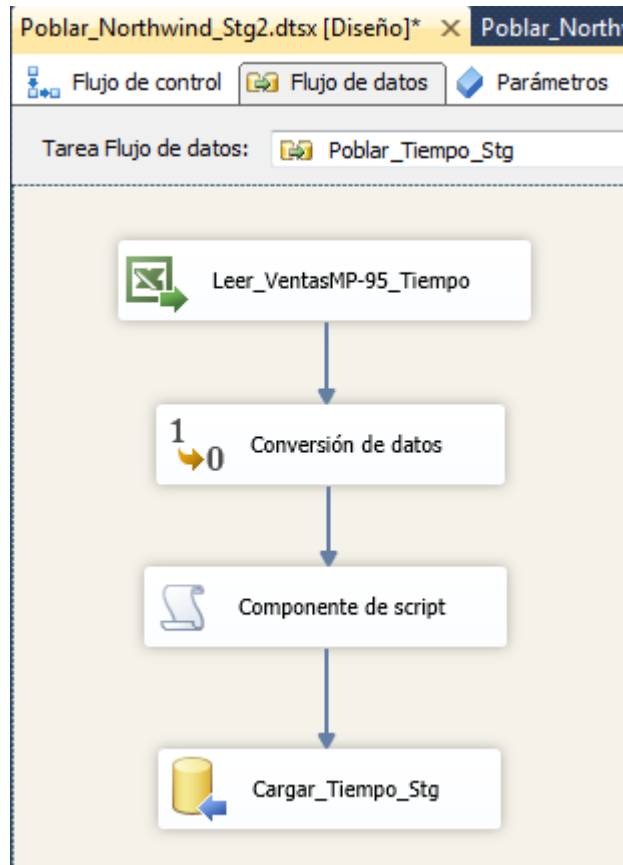 Poblar_Northwind_Stg2.dtsx [Diseño]* Poblar_North
Flujo de control Flujo de datos Parámetros
Tarea Flujo de datos: Poblar_Tiempo_Stg
Leer_VentasMP-95_Tiempo
1
0
Conversión de datos
Componente de script
Cargar_Tiempo_Stg